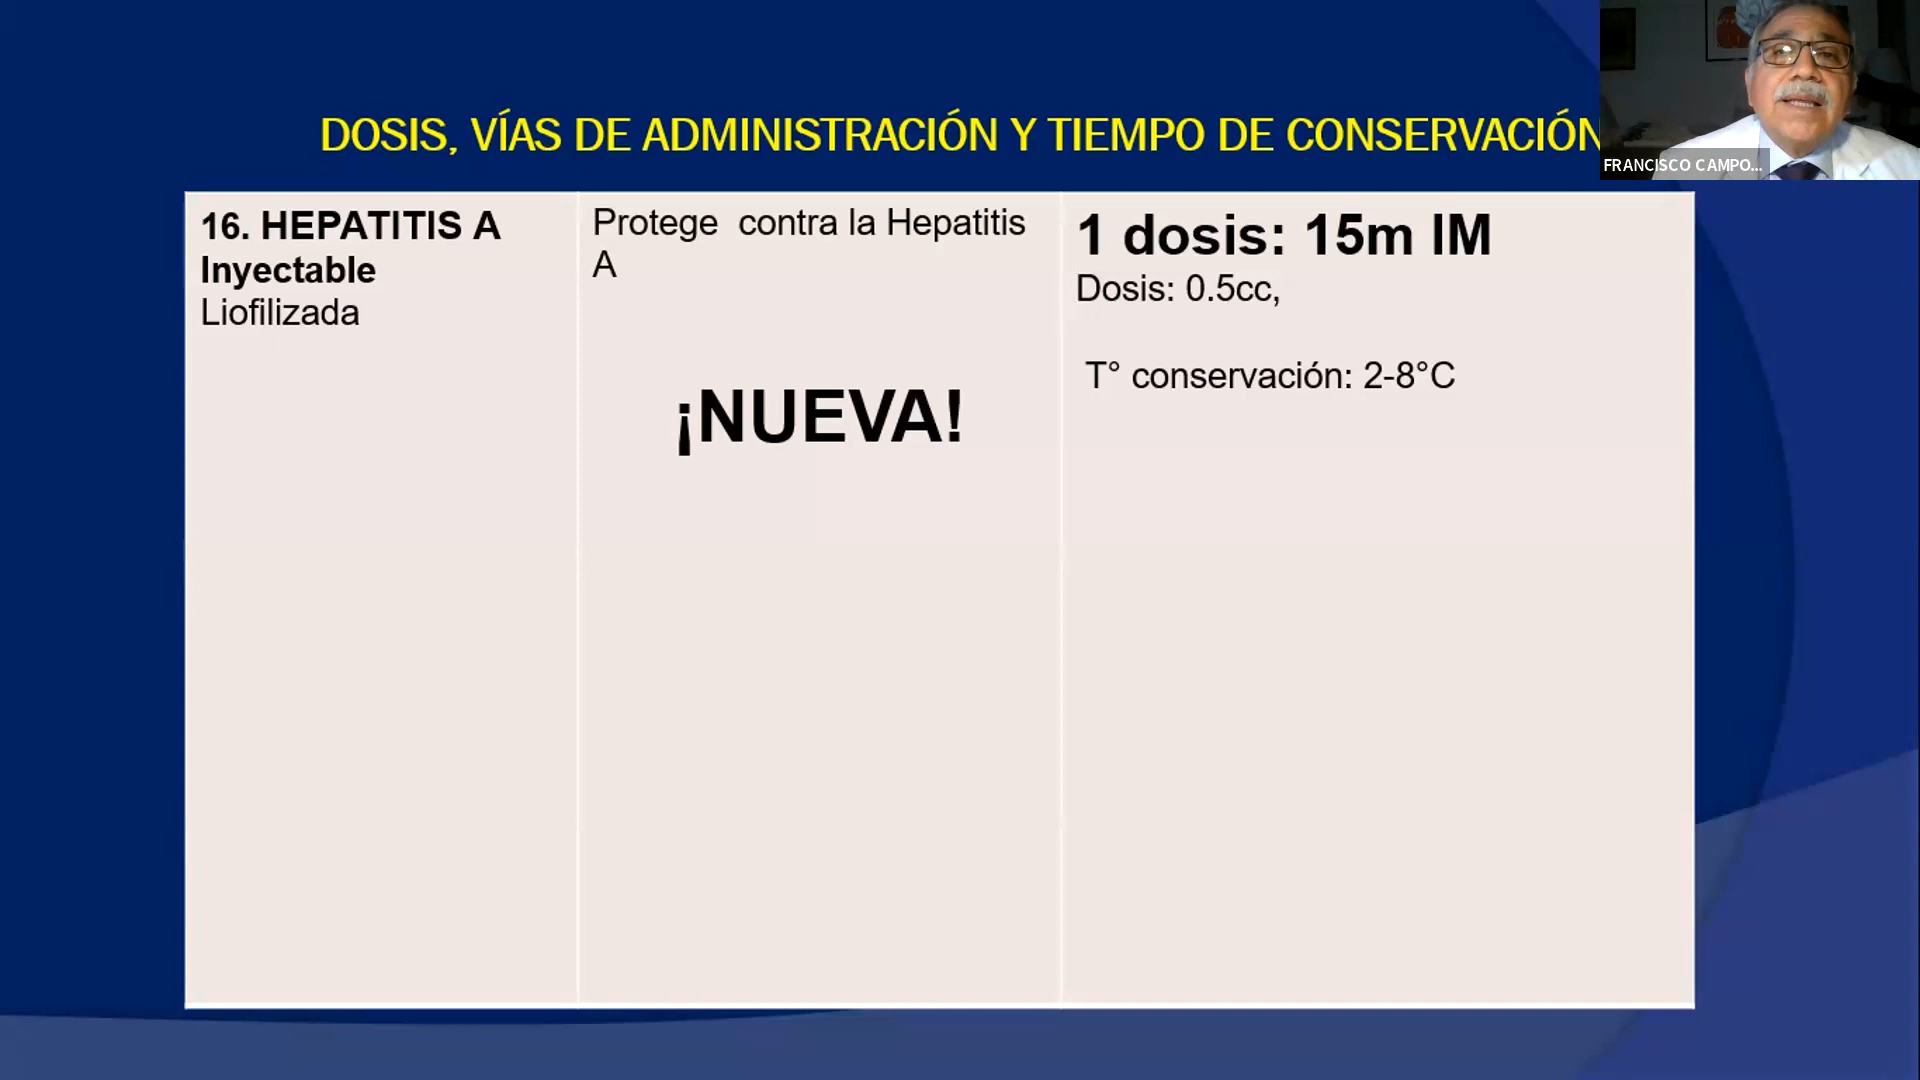 DOSIS, VÍAS DE ADMINISTRACIÓN Y TIEMPO DE CONSERVACIÓN
FRANCISCO CAMPO...
16. HEPATITIS A
Inyectable
Liofilizada
Protege contra la Hepatitis
A
¡NUEVA!
1 dosis: 15m IM
Dosis: 0.5cc,
T° conservación: 2-8°C